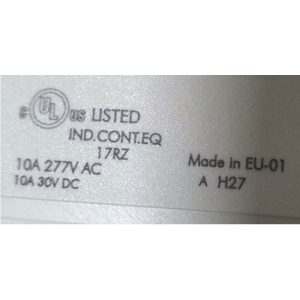 c UL US LISTED
IND.CONT.EQ
17RZ
10A 277V AC
10A 30V DC
Made in EU-01
A H27